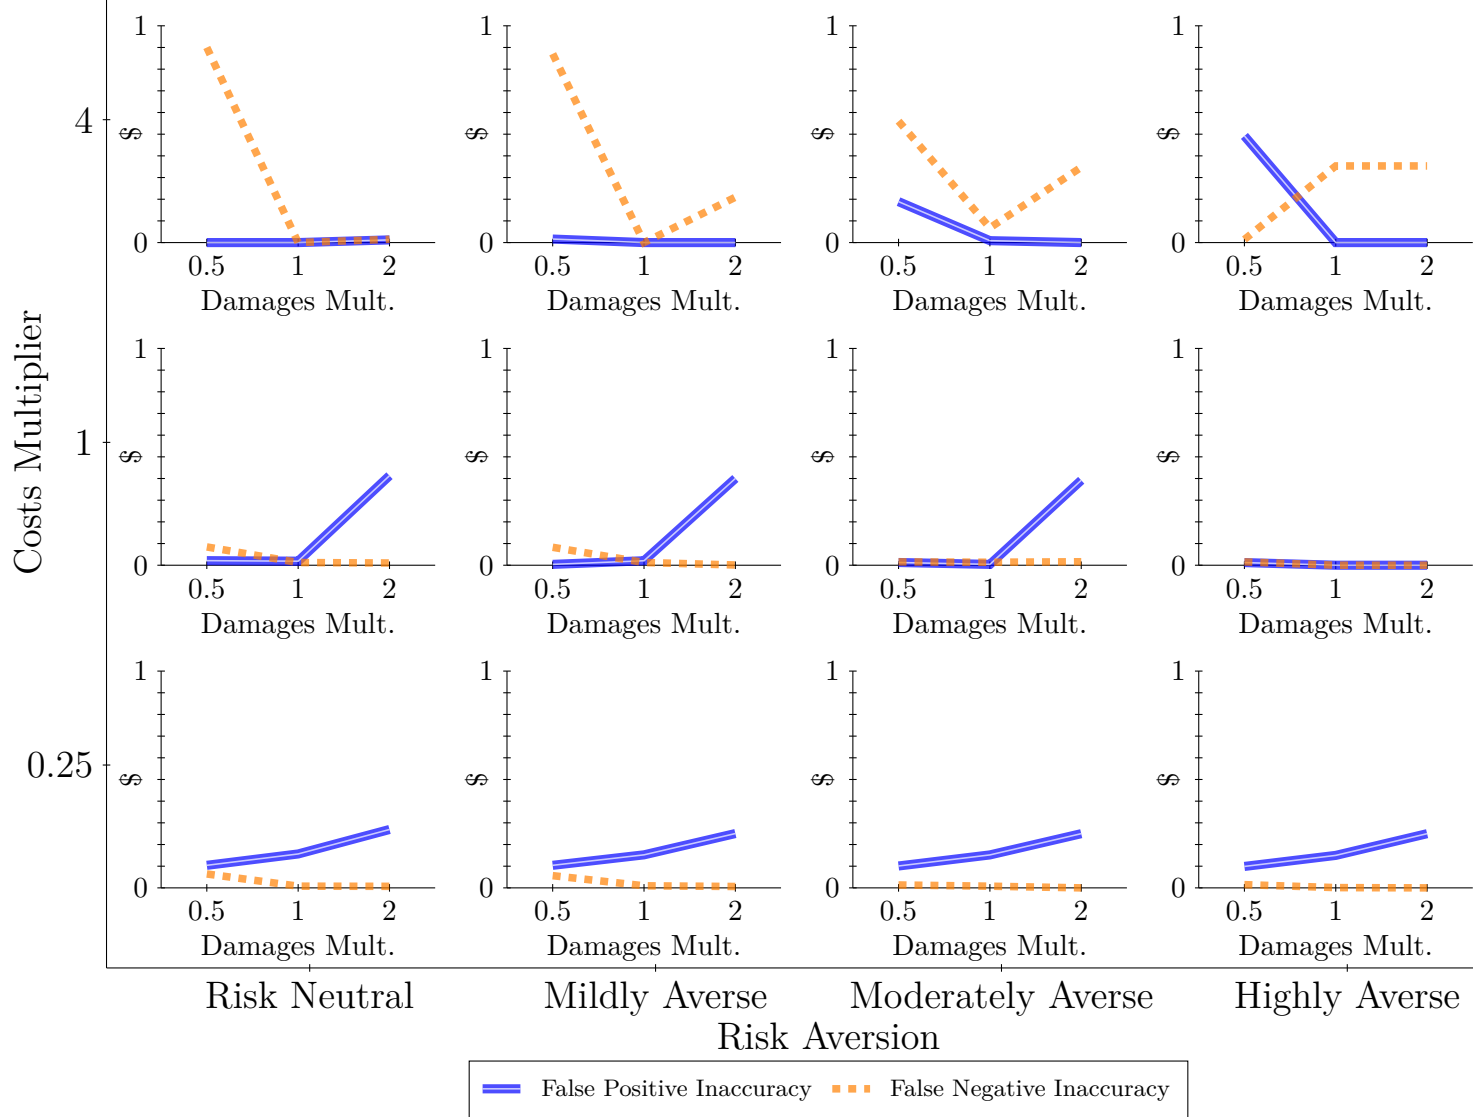 1
$
0
0.5 1 2
Damages Mult.
1
$
0
0.5 1 2
Damages Mult.
1
$
0
0.5 1 2
Damages Mult.
1
$
0
0.5 1 2
Damages Mult.
1
$
0
0.5 1 2
Damages Mult.
1
$
0
0.5 1 2
Damages Mult.
1
$
0
0.5 1 2
Damages Mult.
1
$
0
0.5 1 2
Damages Mult.
1
$
0
0.5 1 2
Damages Mult.
1
$
0
0.5 1 2
Damages Mult.
1
$
0
0.5 1 2
Damages Mult.
1
$
0
0.5 1 2
Damages Mult.
Costs Multiplier
4
1
0.25
Risk Neutral Mildly Averse Moderately Averse Highly Averse
Risk Aversion
False Positive Inaccuracy False Negative Inaccuracy